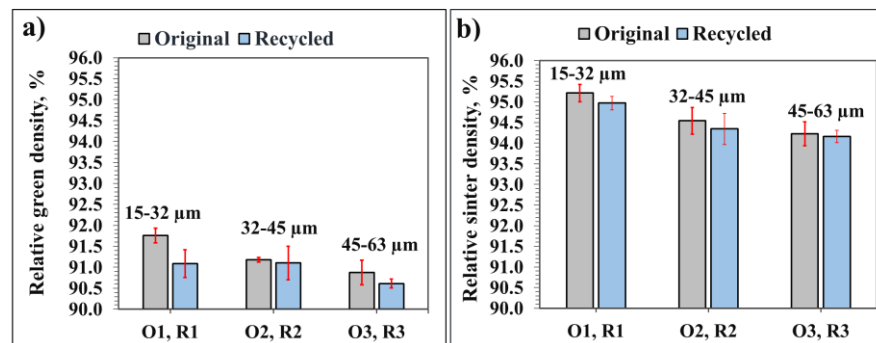 a)
Original Recycled
Relative green density, %
96.0
95.5
95.0
94.5
94.0
93.5
93.0
92.5
92.0
91.5
91.0
90.5
90.0
15-32 µm
32-45 µm
45-63 µm
O1, R1 O2, R2 O3, R3
b)
Original Recycled
Relative sinter density, %
96.0
95.5
95.0
94.5
94.0
93.5
93.0
92.5
92.0
91.5
91.0
90.5
90.0
15-32 µm
32-45 µm
45-63 µm
O1, R1 O2, R2 O3, R3